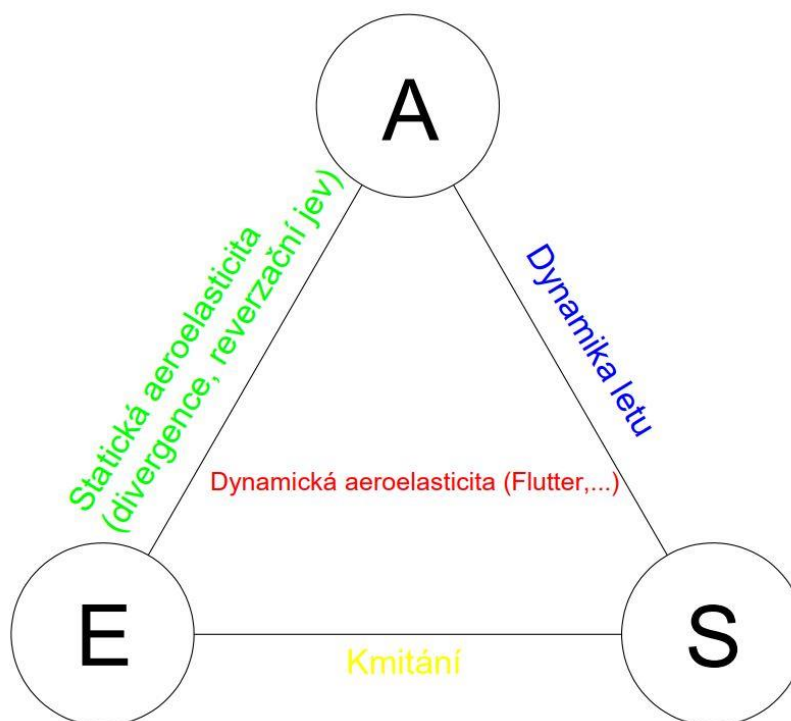 A
Statická aeroelasticita
(divergence, reverzační jev)
Dynamika letu
Dynamická aeroelasticita (Flutter,...)
E
S
Kmitání